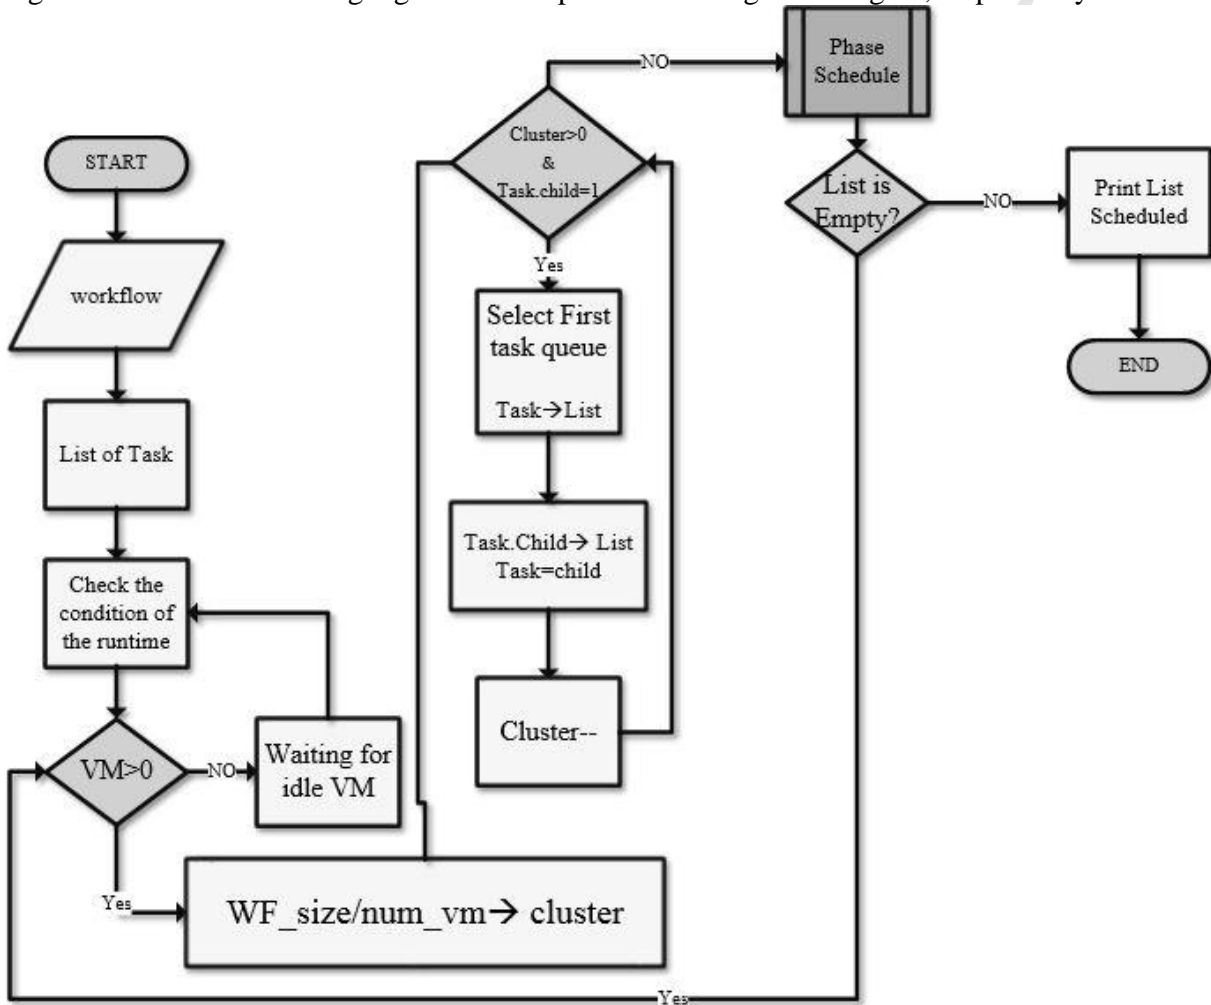 START
workflow
List of Task
Check the
condition of
the runtime
VM>0
NO
Waiting for
idle VM
Yes
WF_size/num_vm→ cluster
Cluster>0
&
Task.child=1
NO
Yes
Select First
task queue
Task→List
Task.Child→ List
Task=child
Cluster--
Phase
Schedule
List is
Empty?
NO
Yes
Print List
Scheduled
END